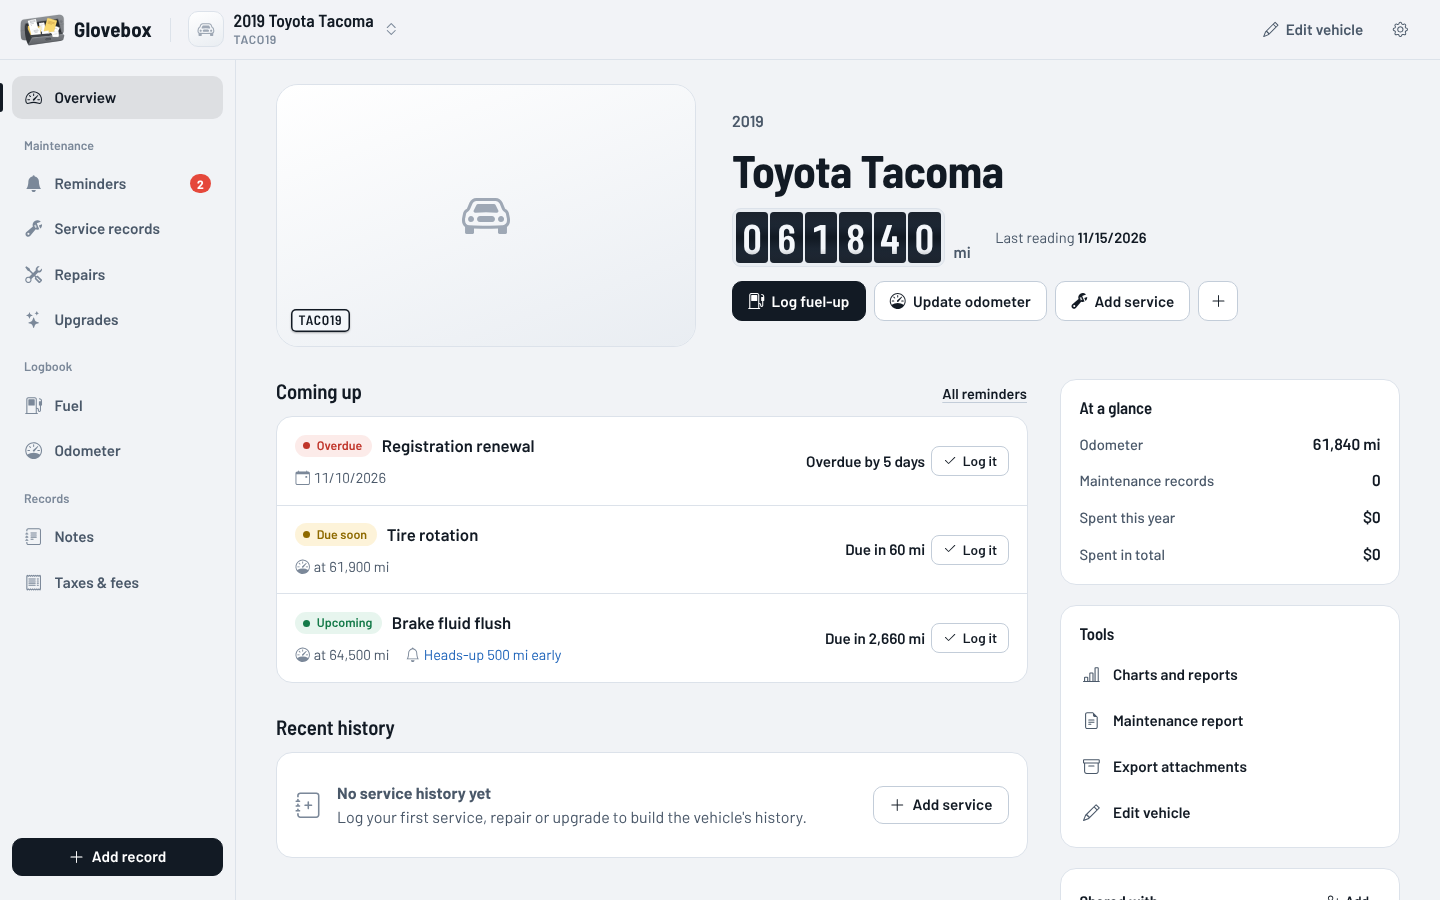 Glovebox
2019 Toyota Tacoma
TACO19
Edit vehicle
Overview
Maintenance
Reminders
2
Service records
Repairs
Upgrades
Logbook
Fuel
Odometer
Records
Notes
Taxes & fees
Add record
TACO19
2019
Toyota Tacoma
061840 mi
Last reading 11/15/2026
Log fuel-up
Update odometer
Add service
Coming up
All reminders
Overdue
Registration renewal
11/10/2026
Overdue by 5 days
Log it
Due soon
Tire rotation
at 61,900 mi
Due in 60 mi
Log it
Upcoming
Brake fluid flush
at 64,500 mi
Heads-up 500 mi early
Due in 2,660 mi
Log it
Recent history
No service history yet
Log your first service, repair or upgrade to build the vehicle's history.
Add service
At a glance
Odometer
61,840 mi
Maintenance records
0
Spent this year
$0
Spent in total
$0
Tools
Charts and reports
Maintenance report
Export attachments
Edit vehicle
Shared with
Add